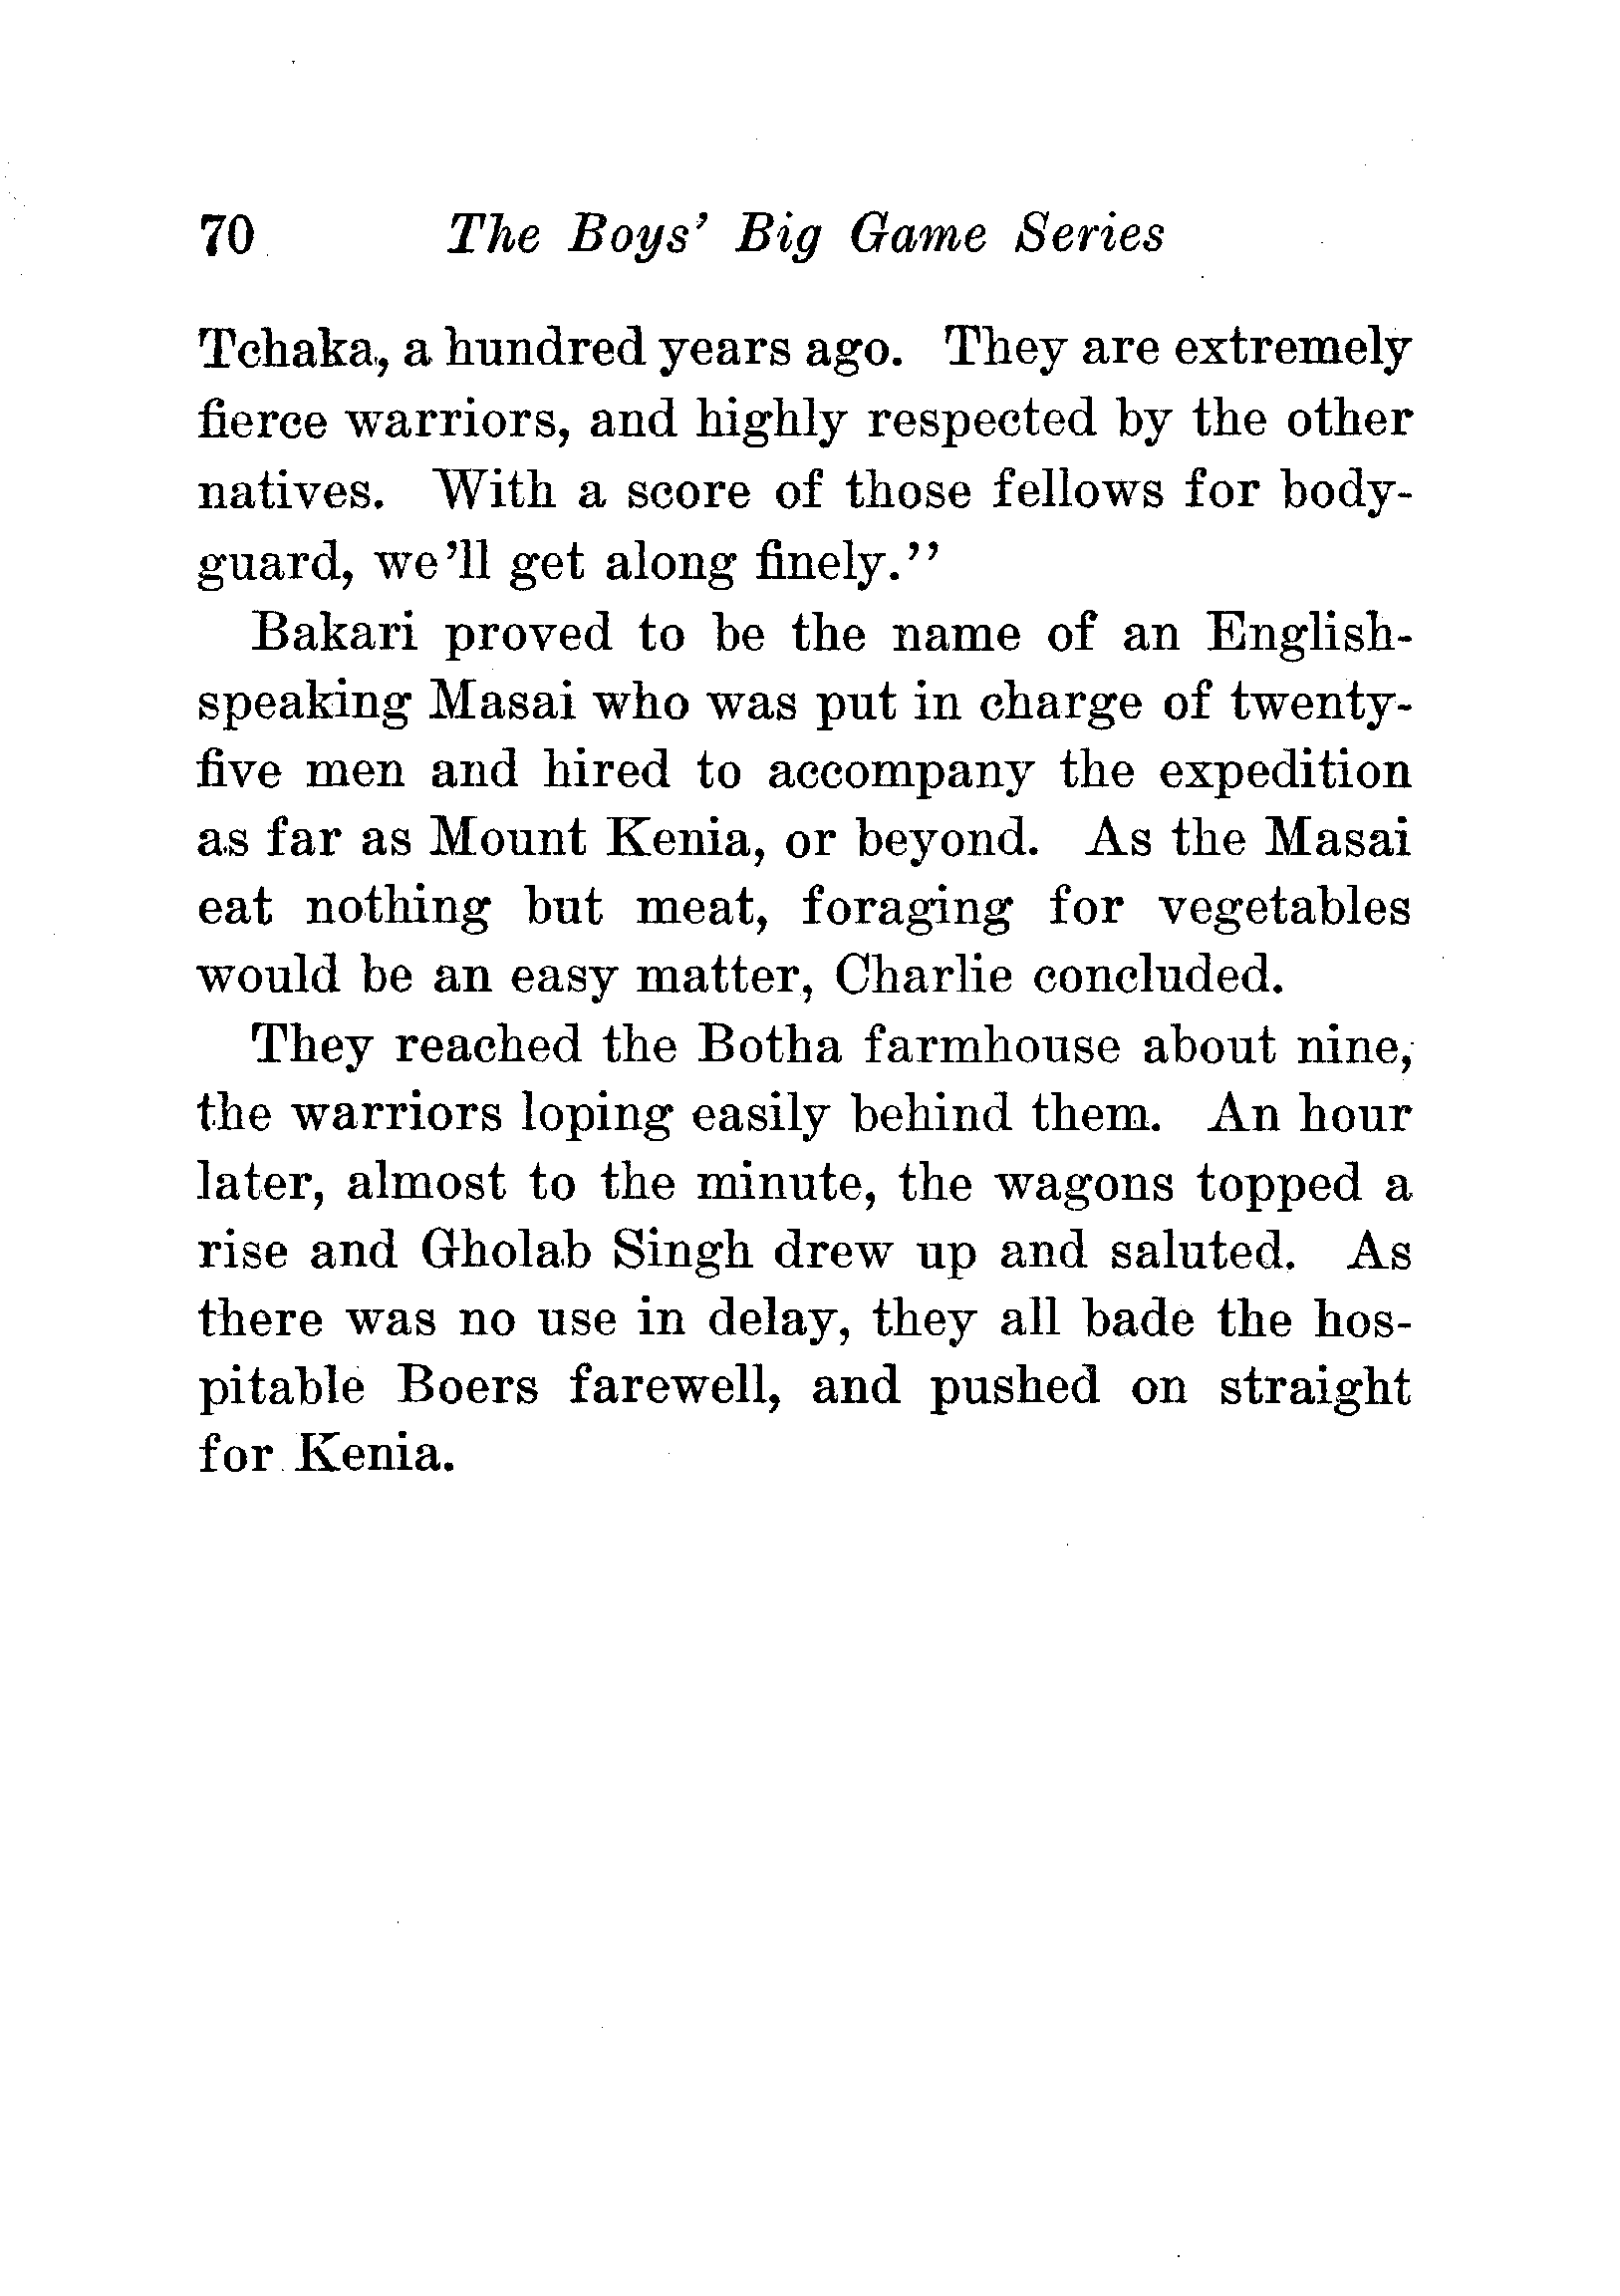 70 The Boys' Big Game Series
Tchaka, a hundred years ago. They are extremely
fierce warriors, and highly respected by the other
natives. With a score of those fellows for body-
guard, we'll get along finely."
Bakari proved to be the name of an English-
speaking Masai who was put in charge of twenty-
five men and hired to accompany the expedition
as far as Mount Kenia, or beyond. As the Masai
eat nothing but meat, foraging for vegetables
would be an easy matter, Charlie concluded.
They reached the Botha farmhouse about nine,
the warriors loping easily behind them. An hour
later, almost to the minute, the wagons topped a
rise and Gholab Singh drew up and saluted. As
there was no use in delay, they all bade the hos-
pitable Boers farewell, and pushed on straight
for Kenia.